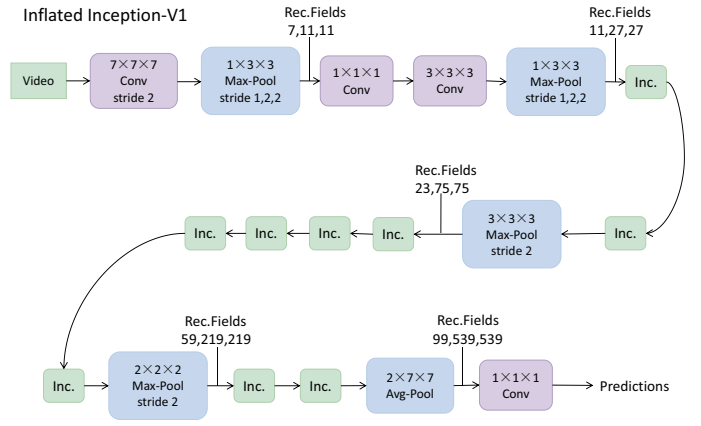 Inflated Inception-V1
Rec.Fields
7,11,11
Rec.Fields
11,27,27
Video
7×7×7
Conv
stride 2
1×3×3
Max-Pool
stride 1,2,2
1×1×1
Conv
3×3×3
Conv
1×3×3
Max-Pool
stride 1,2,2
Inc.
Rec.Fields
23,75,75
Inc.
Inc.
Inc.
Inc.
3×3×3
Max-Pool
stride 2
Inc.
Rec.Fields
59,219,219
Rec.Fields
99,539,539
Inc.
2×2×2
Max-Pool
stride 2
Inc.
Inc.
2×7×7
Avg-Pool
1×1×1
Conv
Predictions